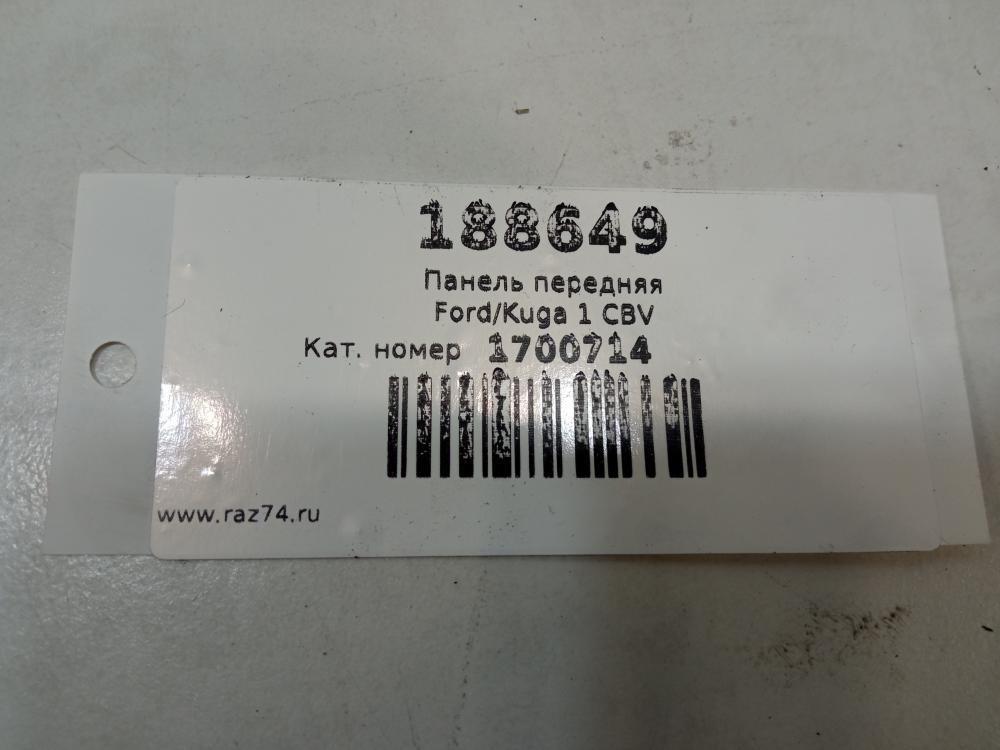 188649
Панель передняя
Ford/Kuga 1 CBV
Кат. номер 1700714
www.raz74.ru